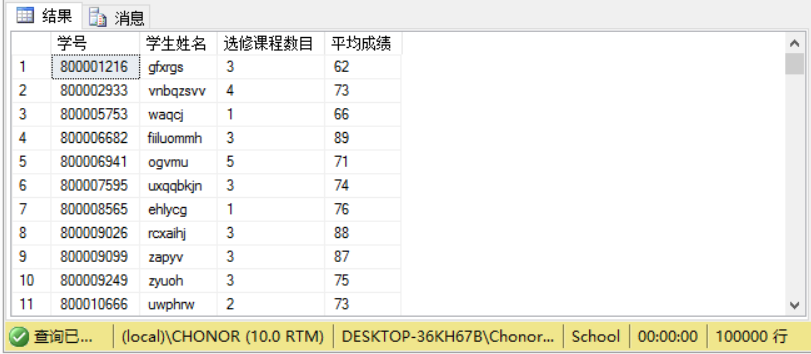 结果 消息
学号 学生姓名 选修课程数目 平均成绩
1 800001216 gfxrgs 3 62
2 800002933 vnbqzsvv 4 73
3 800005753 waqcj 1 66
4 800006682 fiiluommh 3 89
5 800006941 ogvmu 5 71
6 800007595 uxqqbkjn 3 74
7 800008565 ehlycg 1 76
8 800009026 rcxaihj 3 88
9 800009099 zapyv 3 87
10 800009249 zyuoh 3 75
11 800010666 uwphrw 2 73
查询已... (local)\CHONOR (10.0 RTM) DESKTOP-36KH67B\Chonor... School 00:00:00 100000 行